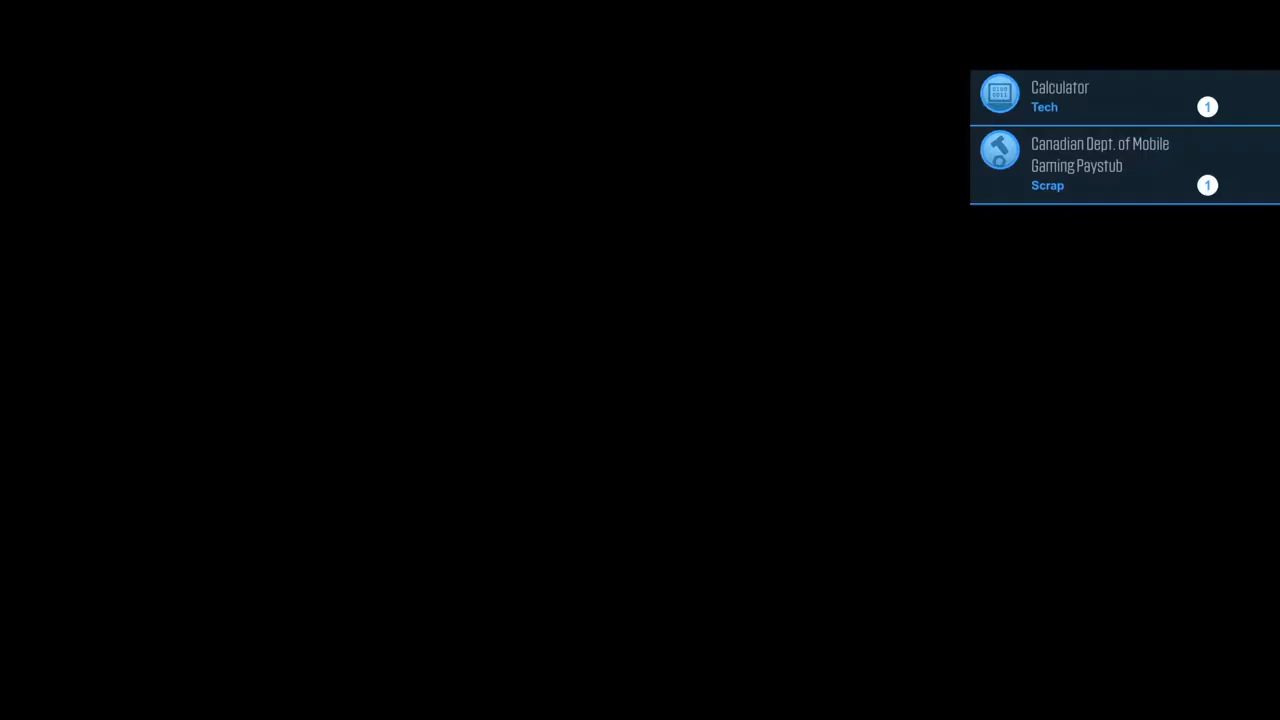 Calculator
Tech
1
Canadian Dept. of Mobile
Gaming Paystub
Scrap
1